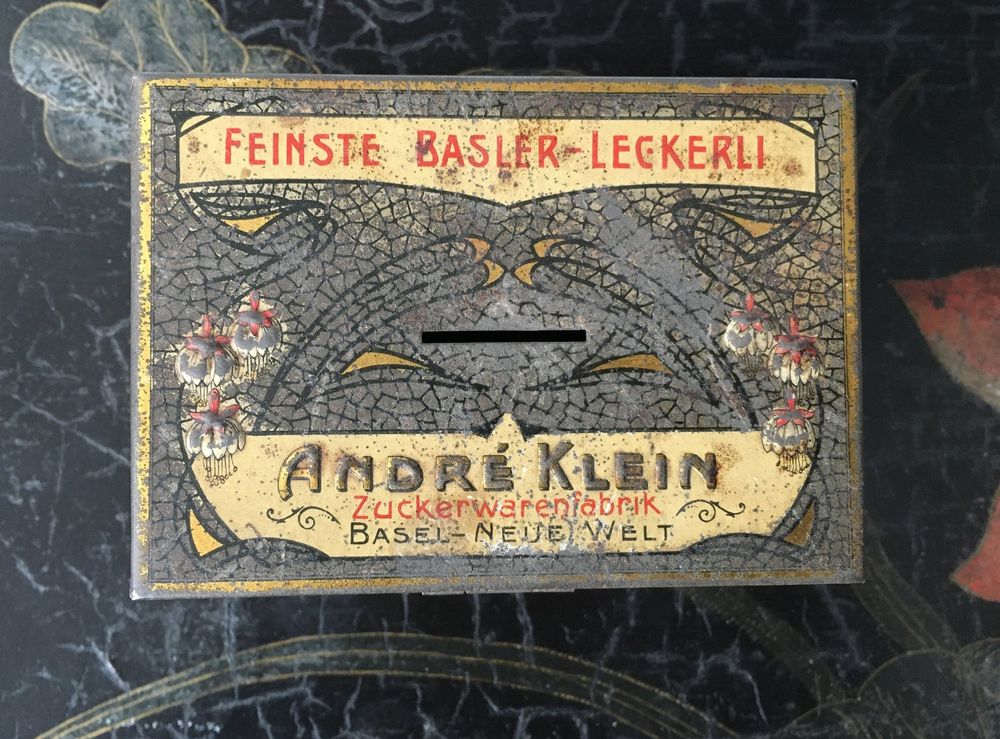 FEINSTE BASLER-LECKERLI
ANDRÉ KLEIN
Zuckerwarenfabrik
BASEL-NEUE WELT